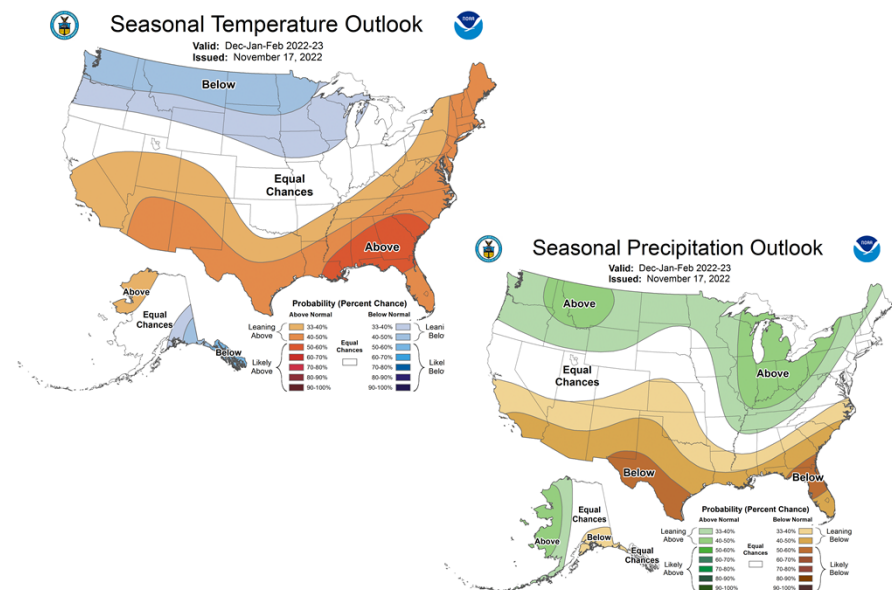 Seasonal Temperature Outlook
Valid: Dec-Jan-Feb 2022-23
Issued: November 17, 2022
NOAA
Below
Equal
Chances
Above
Above
Equal
Chances
Below
Probability (Percent Chance)
Above Normal
Below Normal
Leaning
Above
33-40%
40-50%
Equal
Chances
33-40%
40-50%
Leani
Belo
Likely
Above
50-60%
60-70%
70-80%
80-90%
90-100%
50-60%
60-70%
70-80%
80-90%
90-100%
Likel
Belo
Seasonal Precipitation Outlook
Valid: Dec-Jan-Feb 2022-23
Issued: November 17, 2022
NOAA
Above
Equal
Chances
Above
Below
Below
Above
Equal
Chances
Below
Equal
Chances
Probability (Percent Chance)
Above Normal
Below Normal
Leaning
Above
33-40%
40-50%
Equal
Chances
33-40%
40-50%
Leaning
Below
Likely
Above
50-60%
60-70%
70-80%
80-90%
90-100%
50-60%
60-70%
70-80%
80-90%
90-100%
Likely
Below